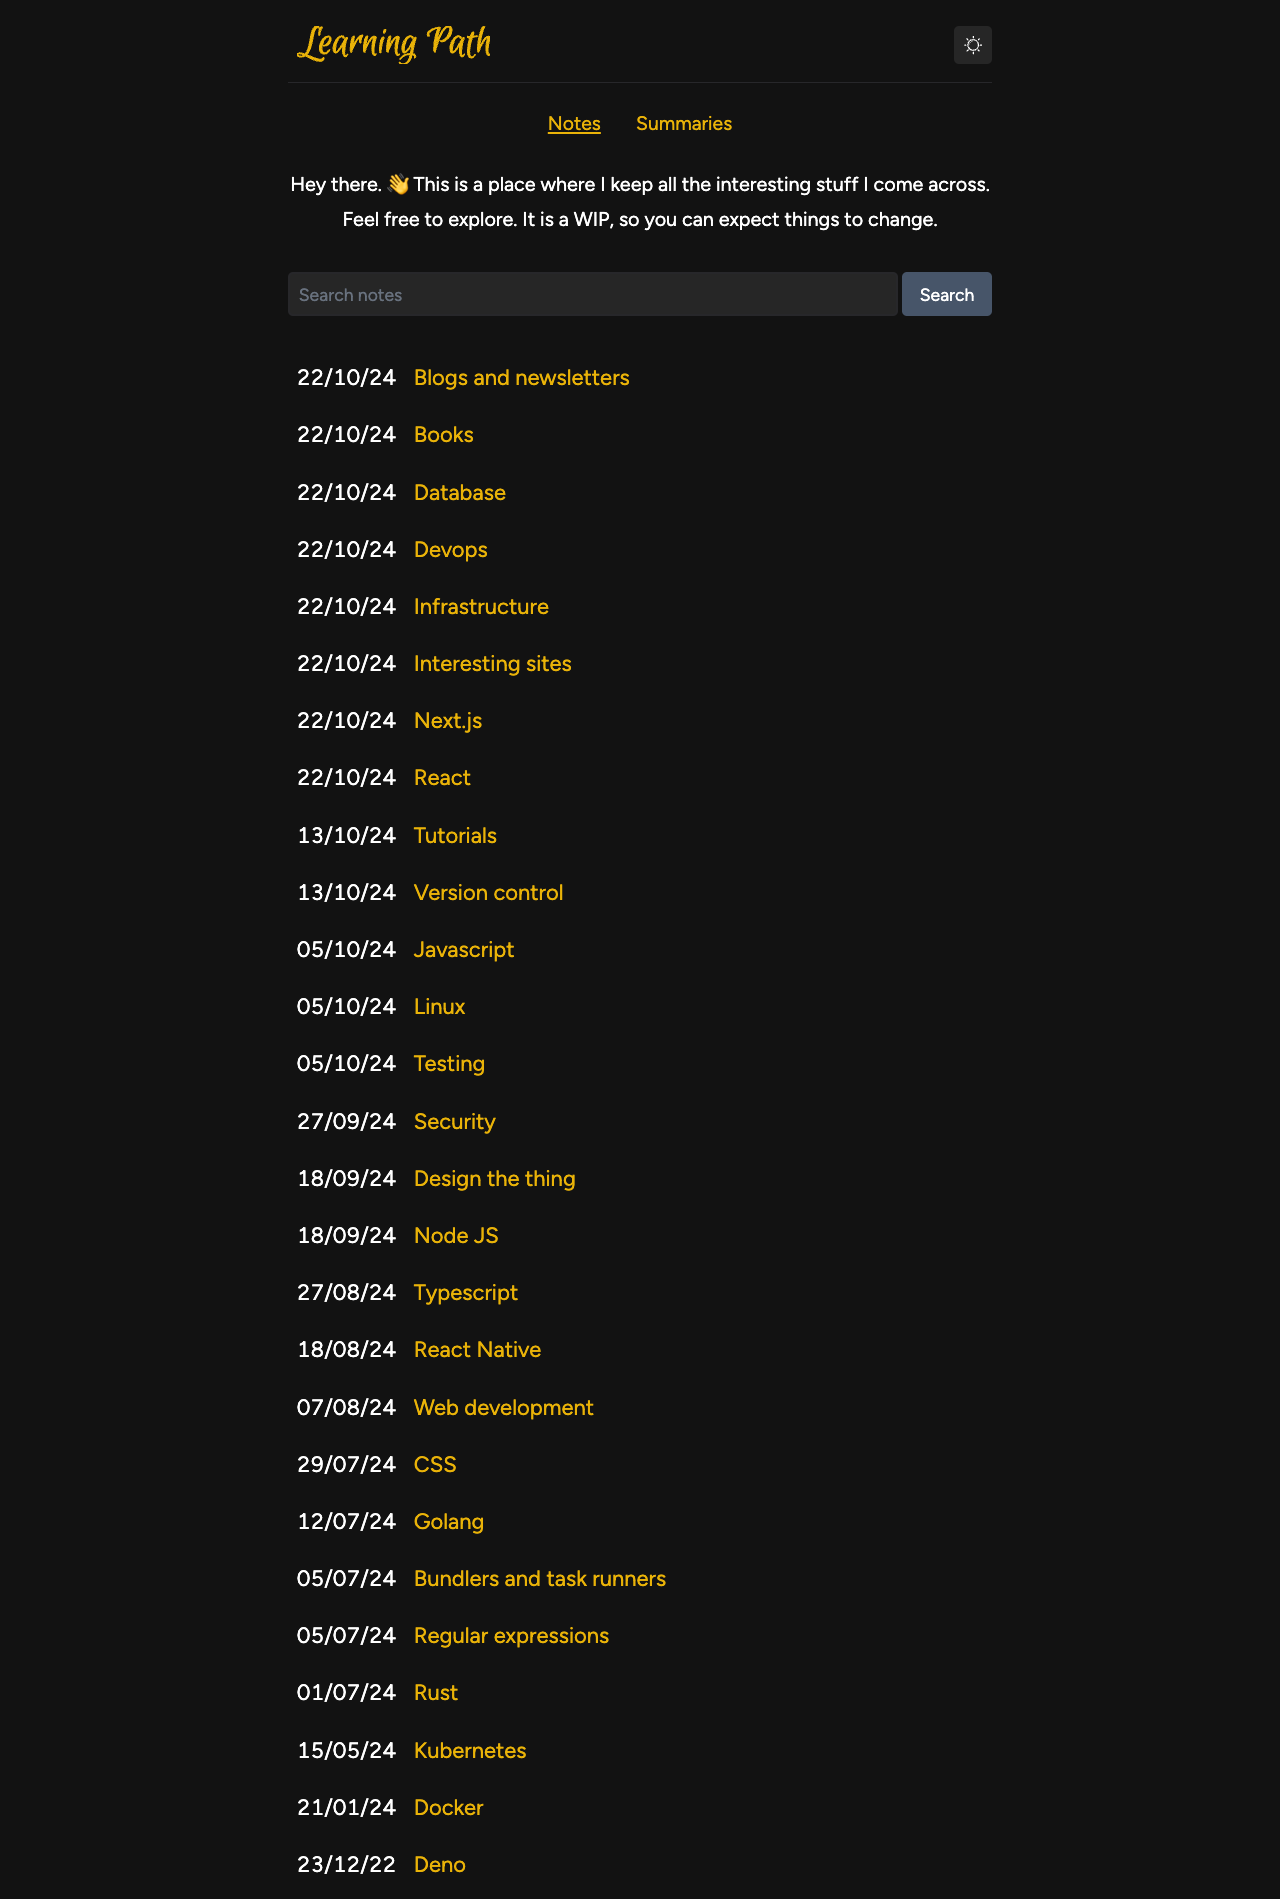 Learning Path
Notes Summaries
Hey there. 👋 This is a place where I keep all the interesting stuff I come across.
Feel free to explore. It is a WIP, so you can expect things to change.
Search notes Search
22/10/24 Blogs and newsletters
22/10/24 Books
22/10/24 Database
22/10/24 Devops
22/10/24 Infrastructure
22/10/24 Interesting sites
22/10/24 Next.js
22/10/24 React
13/10/24 Tutorials
13/10/24 Version control
05/10/24 Javascript
05/10/24 Linux
05/10/24 Testing
27/09/24 Security
18/09/24 Design the thing
18/09/24 Node JS
27/08/24 Typescript
18/08/24 React Native
07/08/24 Web development
29/07/24 CSS
12/07/24 Golang
05/07/24 Bundlers and task runners
05/07/24 Regular expressions
01/07/24 Rust
15/05/24 Kubernetes
21/01/24 Docker
23/12/22 Deno